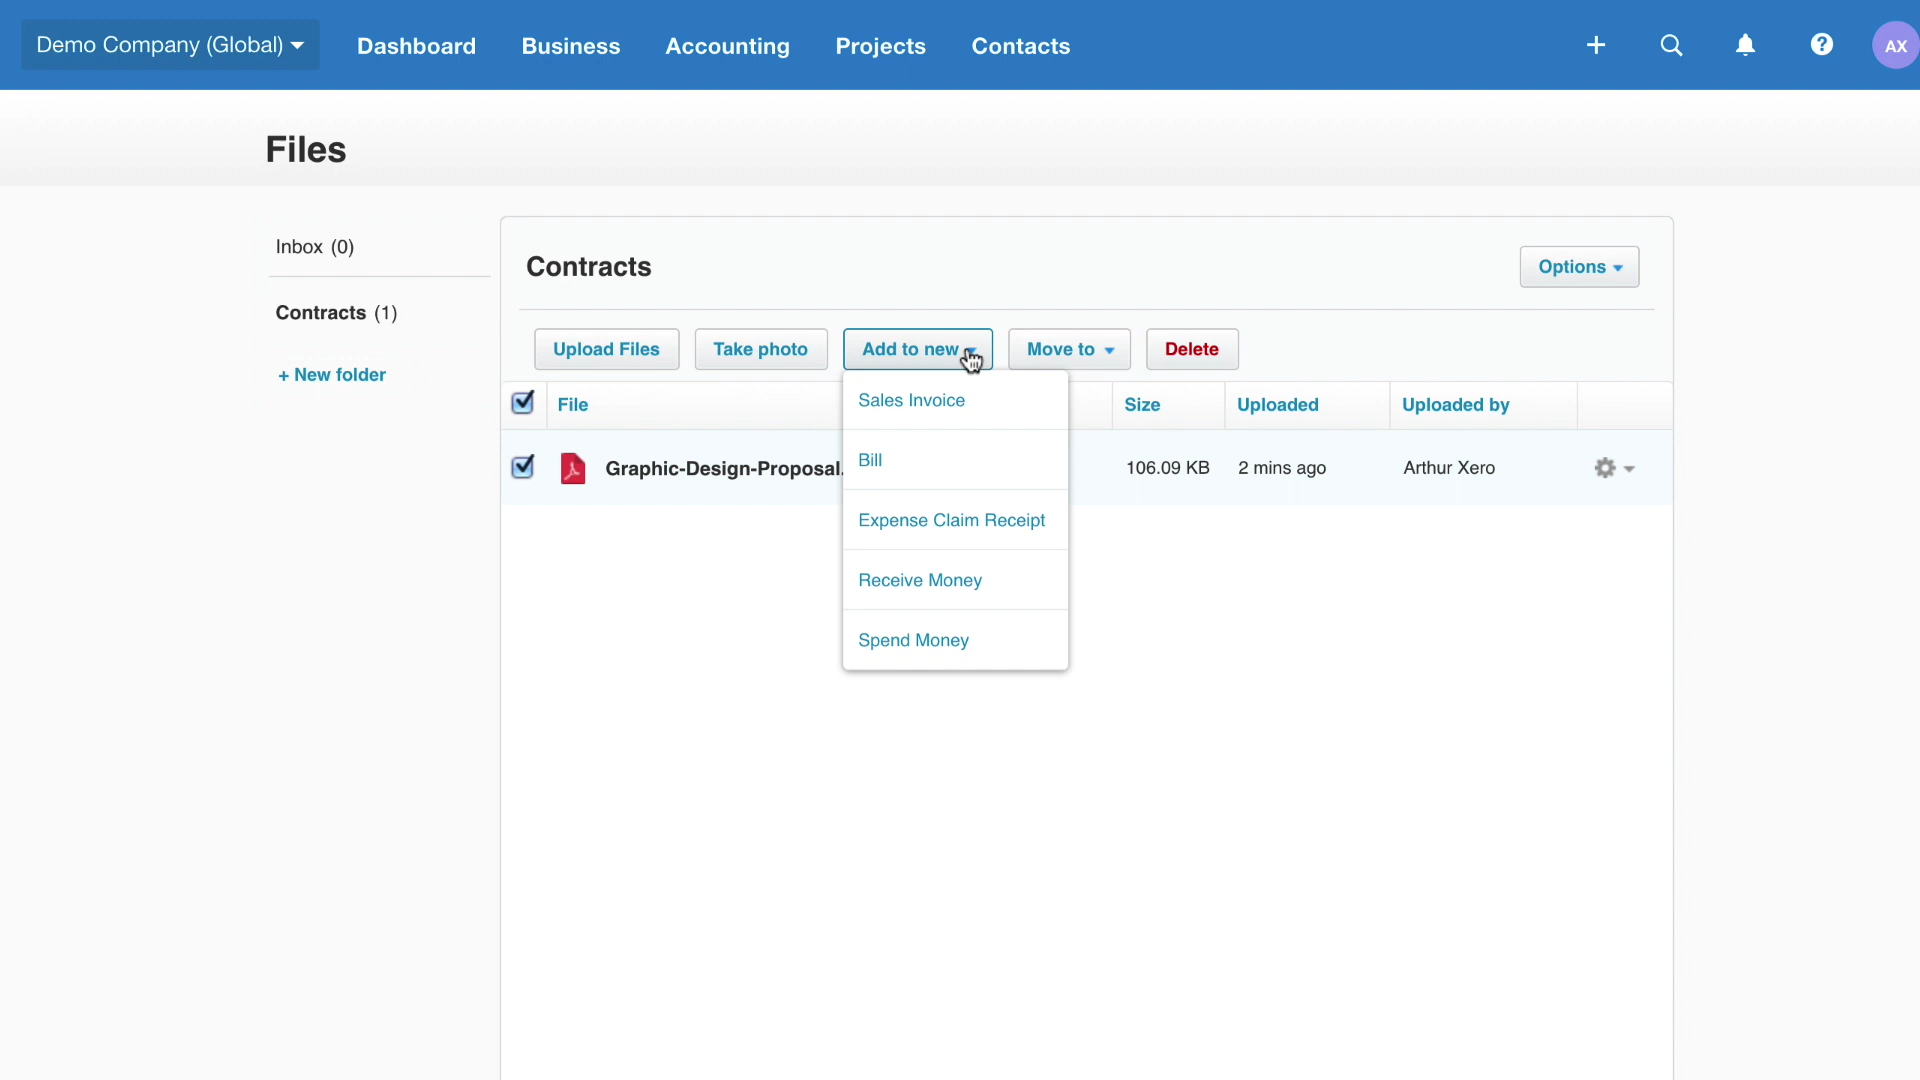 Demo Company (Global) Dashboard Business Accounting Projects Contacts AX
Files
Inbox (0)
Contracts (1)
+ New folder
Contracts
Options
Upload Files Take photo Add to new Move to Delete
File Size Uploaded Uploaded by
Graphic-Design-Proposal. 106.09 KB 2 mins ago Arthur Xero
Sales Invoice
Bill
Expense Claim Receipt
Receive Money
Spend Money